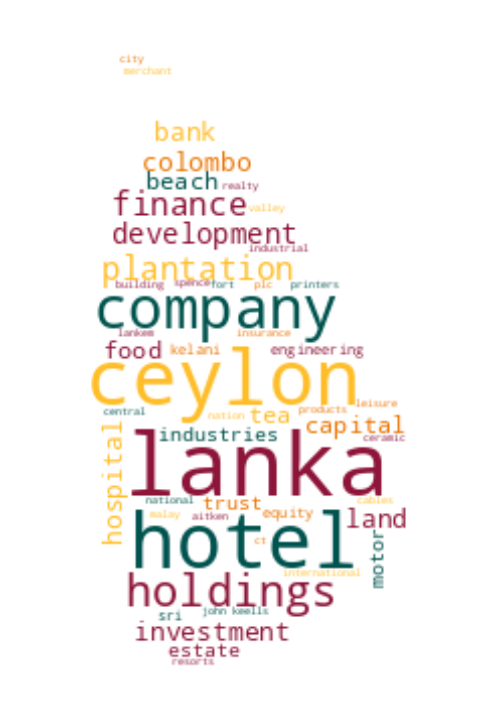 city
merchant
bank
colombo
beach realty
finance valley
development
industrial
plantation
building spence fort plc printers
company
lankem insurance
food kelani engineering
ceylon
leisure
central nation tea products
capital
hospital industries ceramic
lanka
national trust cables
malay aitken equity land
hotel
ct
motor
international
holdings
sri john keells
investment
estate
resorts